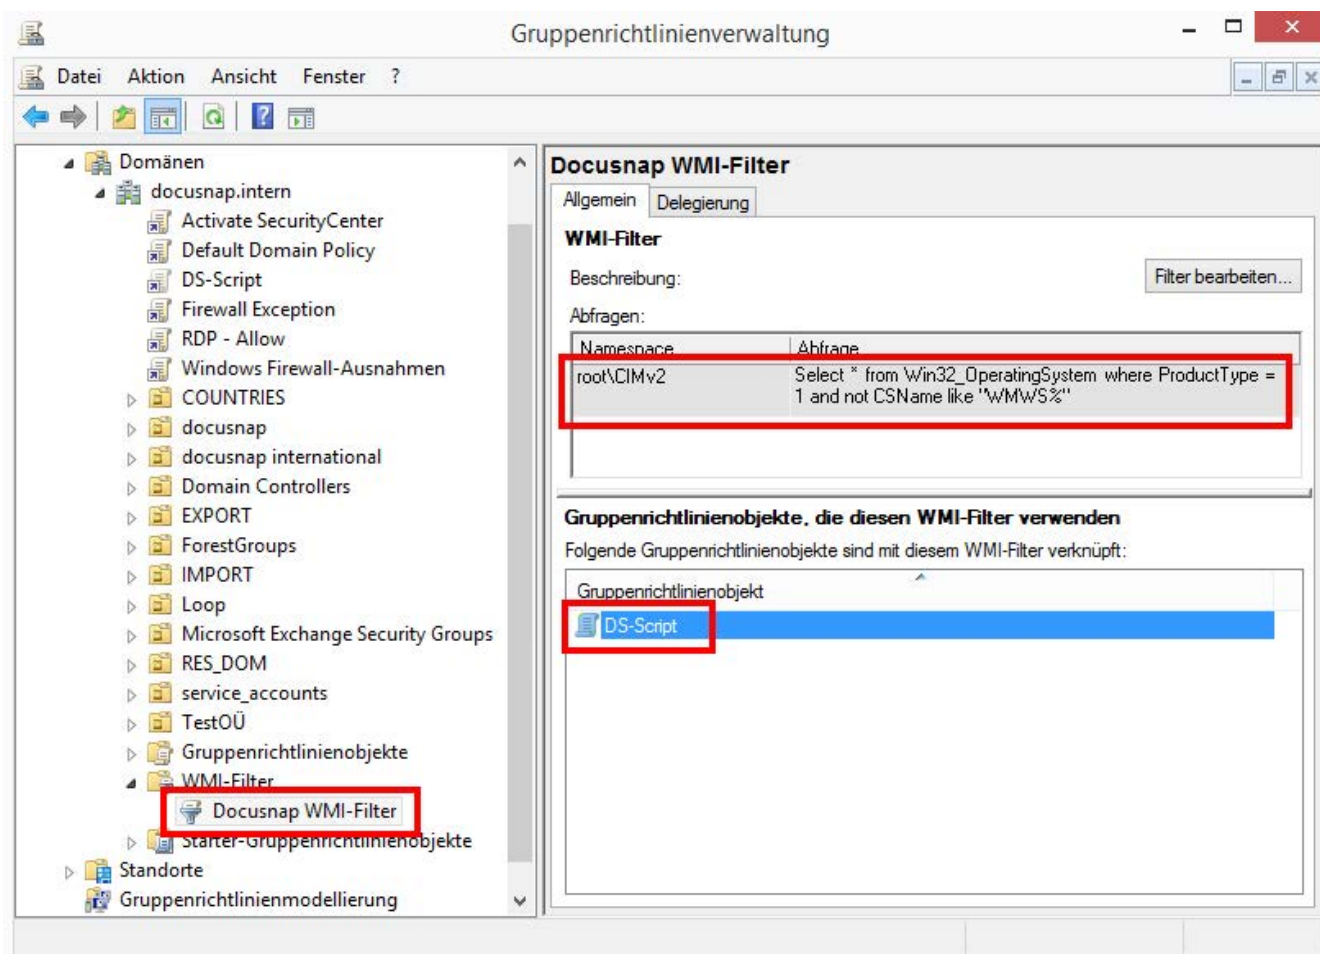 Gruppenrichtlinienverwaltung
Datei Aktion Ansicht Fenster ?
Domänen
docusnap.intern
Activate SecurityCenter
Default Domain Policy
DS-Script
Firewall Exception
RDP - Allow
Windows Firewall-Ausnahmen
COUNTRIES
docusnap
docusnap international
Domain Controllers
EXPORT
ForestGroups
IMPORT
Loop
Microsoft Exchange Security Groups
RES_DOM
service_accounts
TestOÜ
Gruppenrichtlinienobjekte
WMI-Filter
Docusnap WMI-Filter
Starter-Gruppenrichtlinienobjekte
Standorte
Gruppenrichtlinienmodellierung
Docusnap WMI-Filter
Allgemein Delegierung
WMI-Filter
Beschreibung:
Filter bearbeiten...
Abfragen:
Namespace Abfrage
root\CIMv2 Select * from Win32_OperatingSystem where ProductType =
1 and not CSName like "WMWS%"
Gruppenrichtlinienobjekte, die diesen WMI-Filter verwenden
Folgende Gruppenrichtlinienobjekte sind mit diesem WMI-Filter verknüpft:
Gruppenrichtlinienobjekt
DS-Script